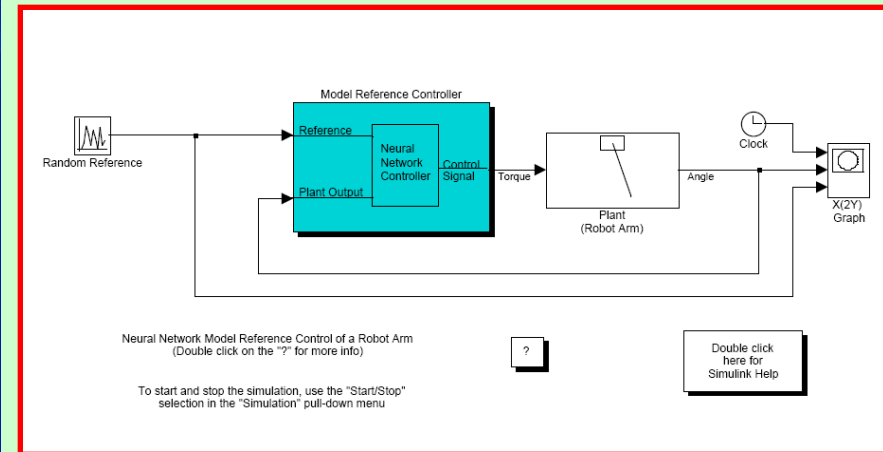 Model Reference Controller
Random Reference
Reference
Plant Output
Neural
Network
Controller
Control
Signal
Torque
Plant
(Robot Arm)
Angle
Clock
X(2Y)
Graph
Neural Network Model Reference Control of a Robot Arm
(Double click on the "?" for more info)
?
Double click
here for
Simulink Help
To start and stop the simulation, use the "Start/Stop"
selection in the "Simulation" pull-down menu